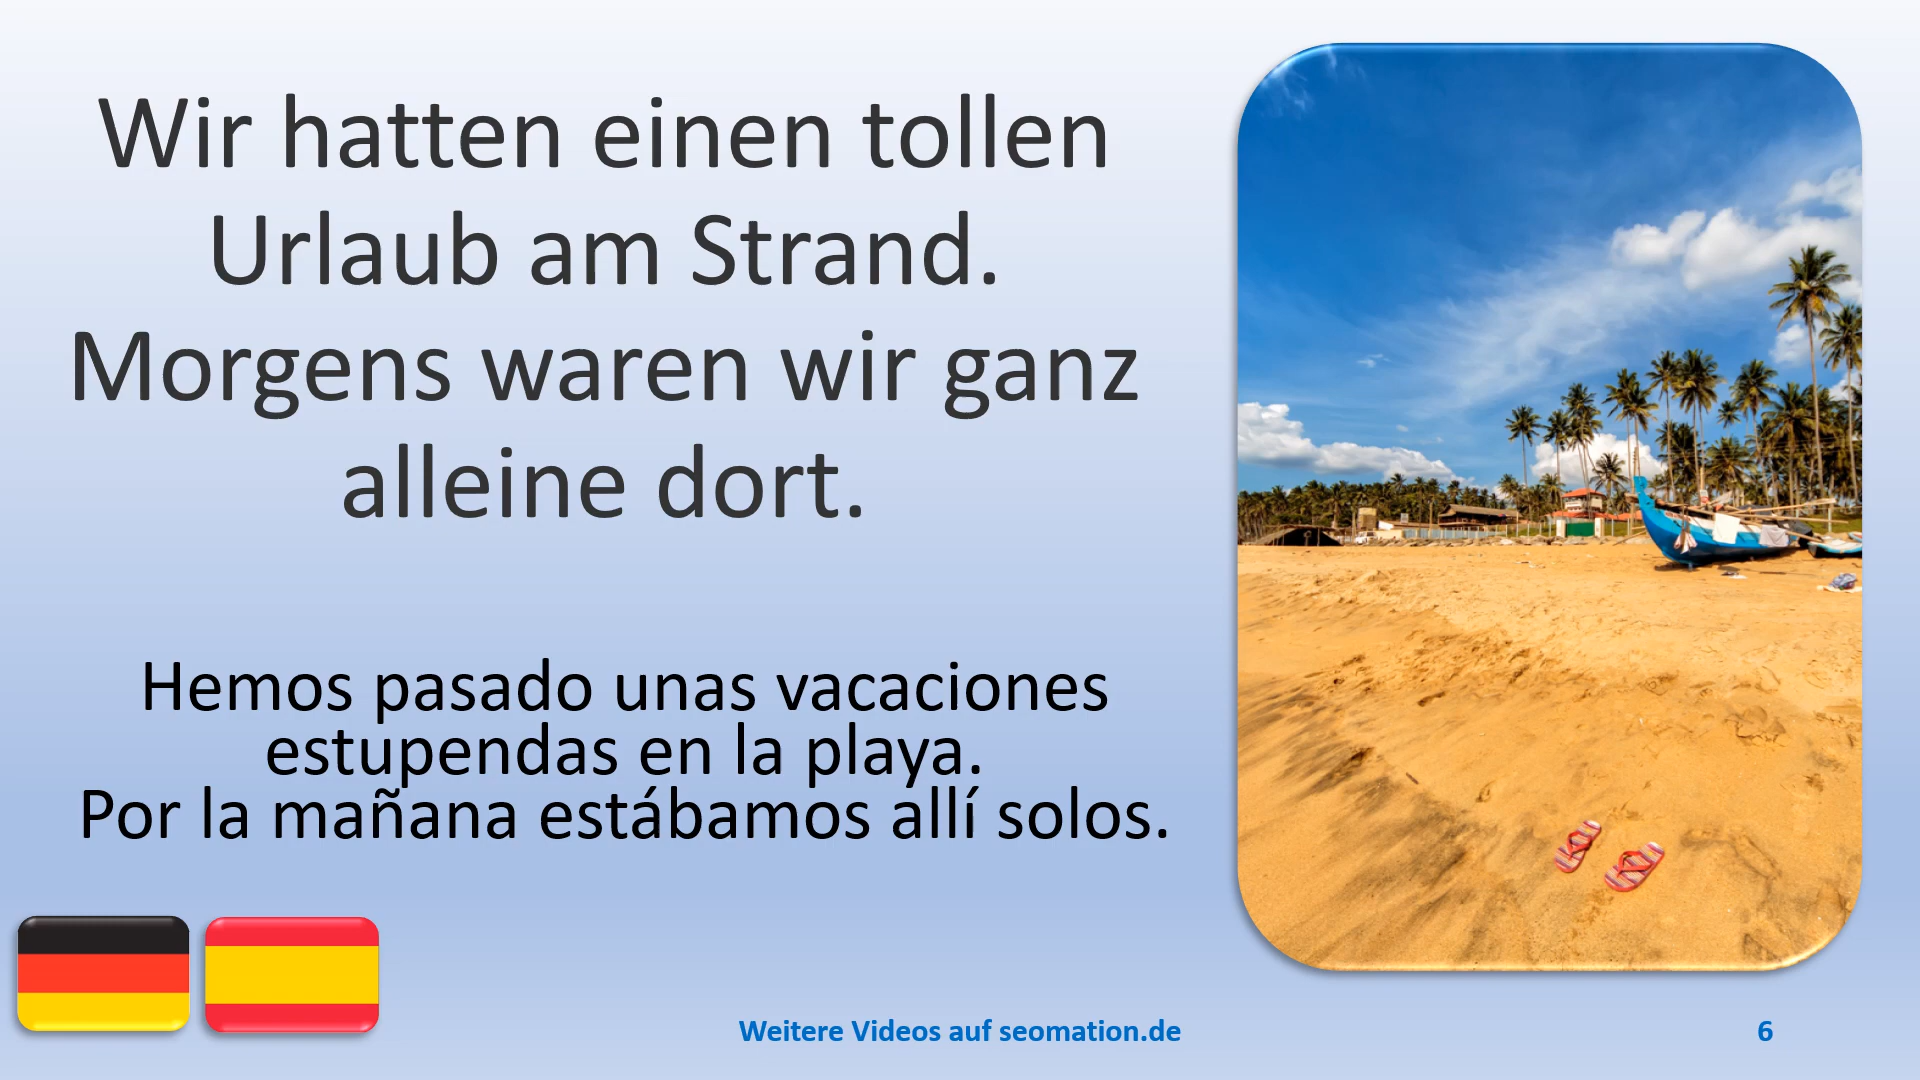 Wir hatten einen tollen
Urlaub am Strand.
Morgens waren wir ganz
alleine dort.
Hemos pasado unas vacaciones
estupendas en la playa.
Por la mañana estábamos allí solos.
Weitere Videos auf seomation.de
6